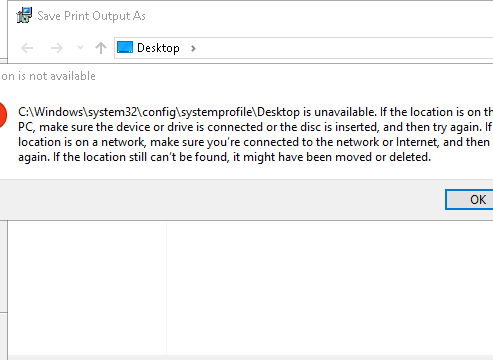 Save Print Output As
Desktop
on is not available
C:\Windows\system32\config\systemprofile\Desktop is unavailable. If the location is on th
PC, make sure the device or drive is connected or the disc is inserted, and then try again. If
location is on a network, make sure you're connected to the network or Internet, and then
again. If the location still can't be found, it might have been moved or deleted.
OK